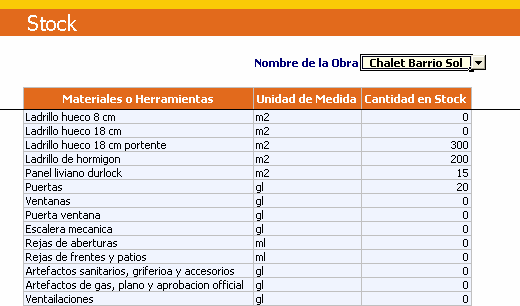 Stock
Nombre de la Obra Chalet Barrio Sol
Materiales o Herramientas Unidad de Medida Cantidad en Stock
Ladrillo hueco 8 cm m2 0
Ladrillo hueco 18 cm m2 0
Ladrillo hueco 18 cm portente m2 300
Ladrillo de hormigon m2 200
Panel liviano durlock m2 15
Puertas gl 20
Ventanas gl 0
Puerta ventana gl 0
Escalera mecanica gl 0
Rejas de aberturas ml 0
Rejas de frentes y patios ml 0
Artefactos sanitarios, griferioa y accesorios gl 0
Artefactos de gas, plano y aprobacion official gl 0
Ventailaciones gl 0